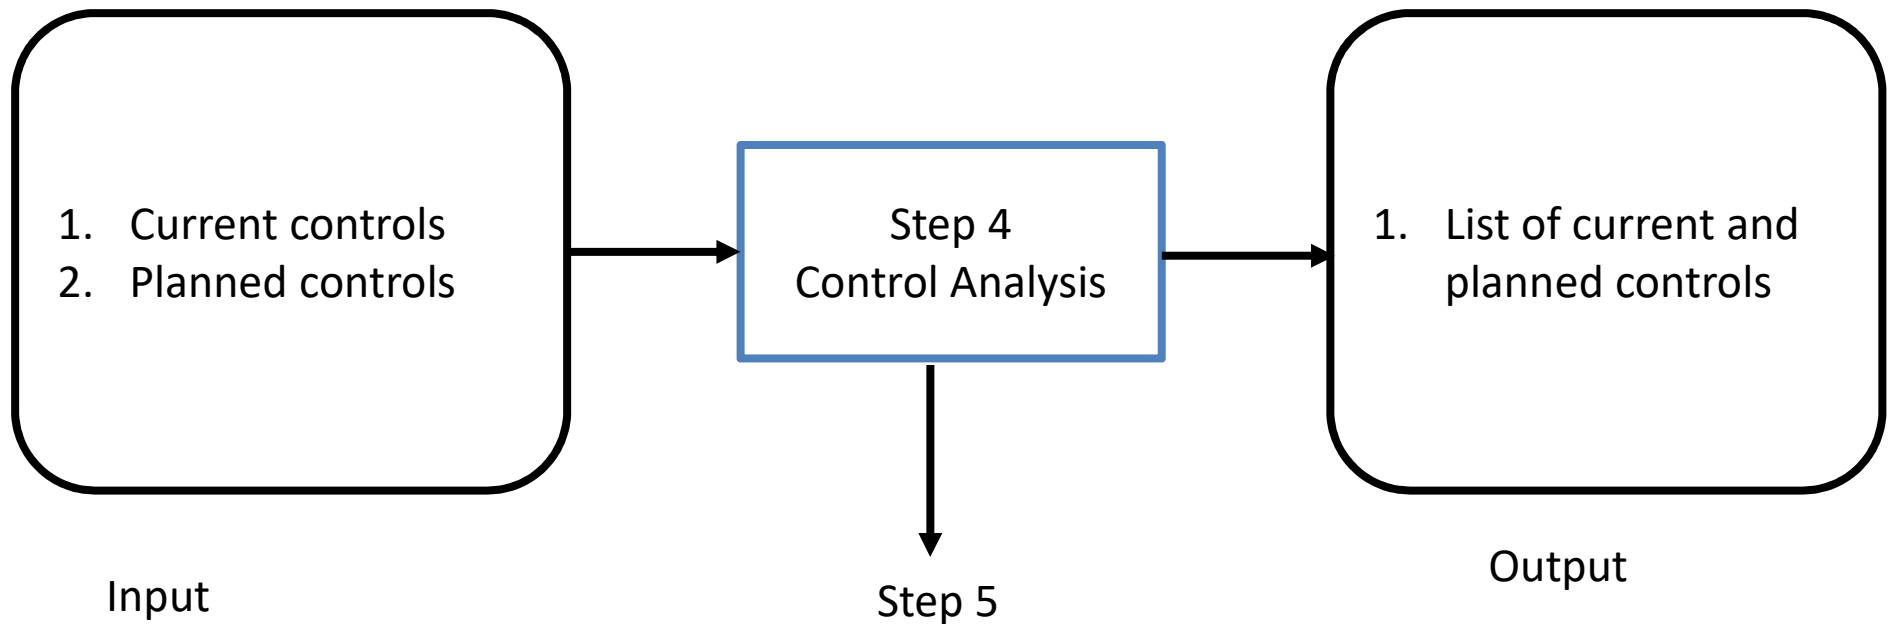 1. Current controls
2. Planned controls
Step 4
Control Analysis
1. List of current and
planned controls
Input
Step 5
Output